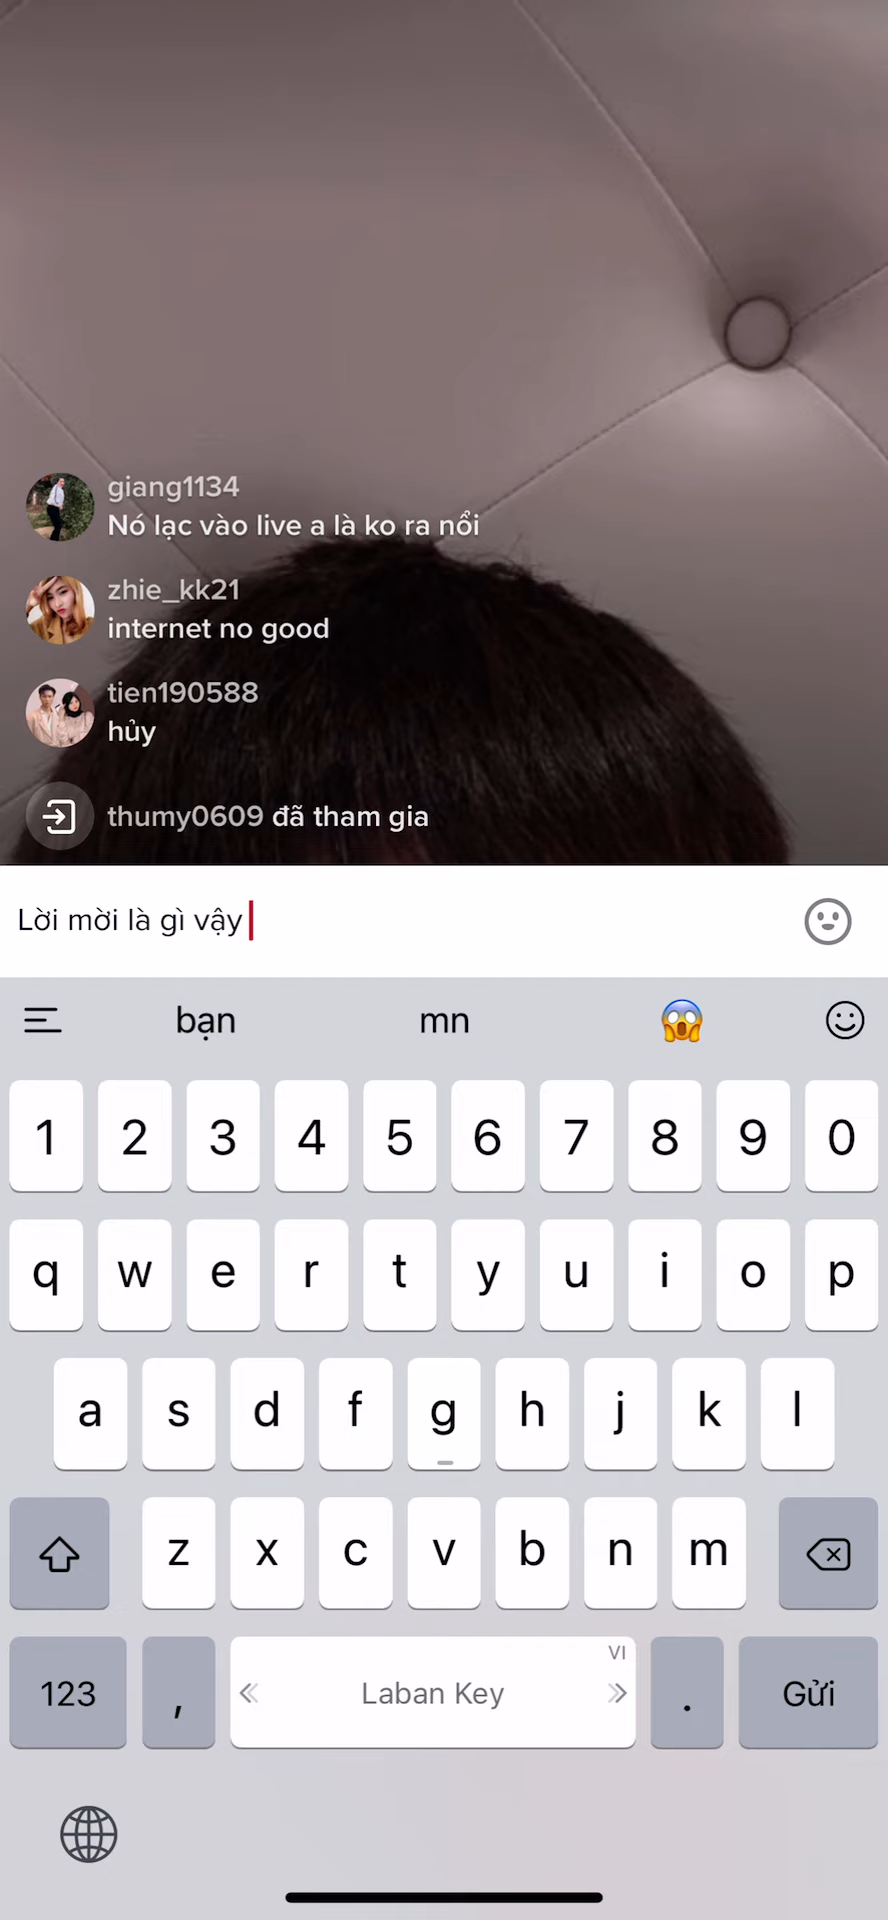 giang1134
Nó lạc vào live a là ko ra nổi
zhie_kk21
internet no good
tien190588
hủy
thumy0609 đã tham gia
Lời mời là gì vậy
bạn mn
1 2 3 4 5 6 7 8 9 0
q w e r t y u i o p
a s d f g h j k l
z x c v b n m
VI
123 , Laban Key . Gửi